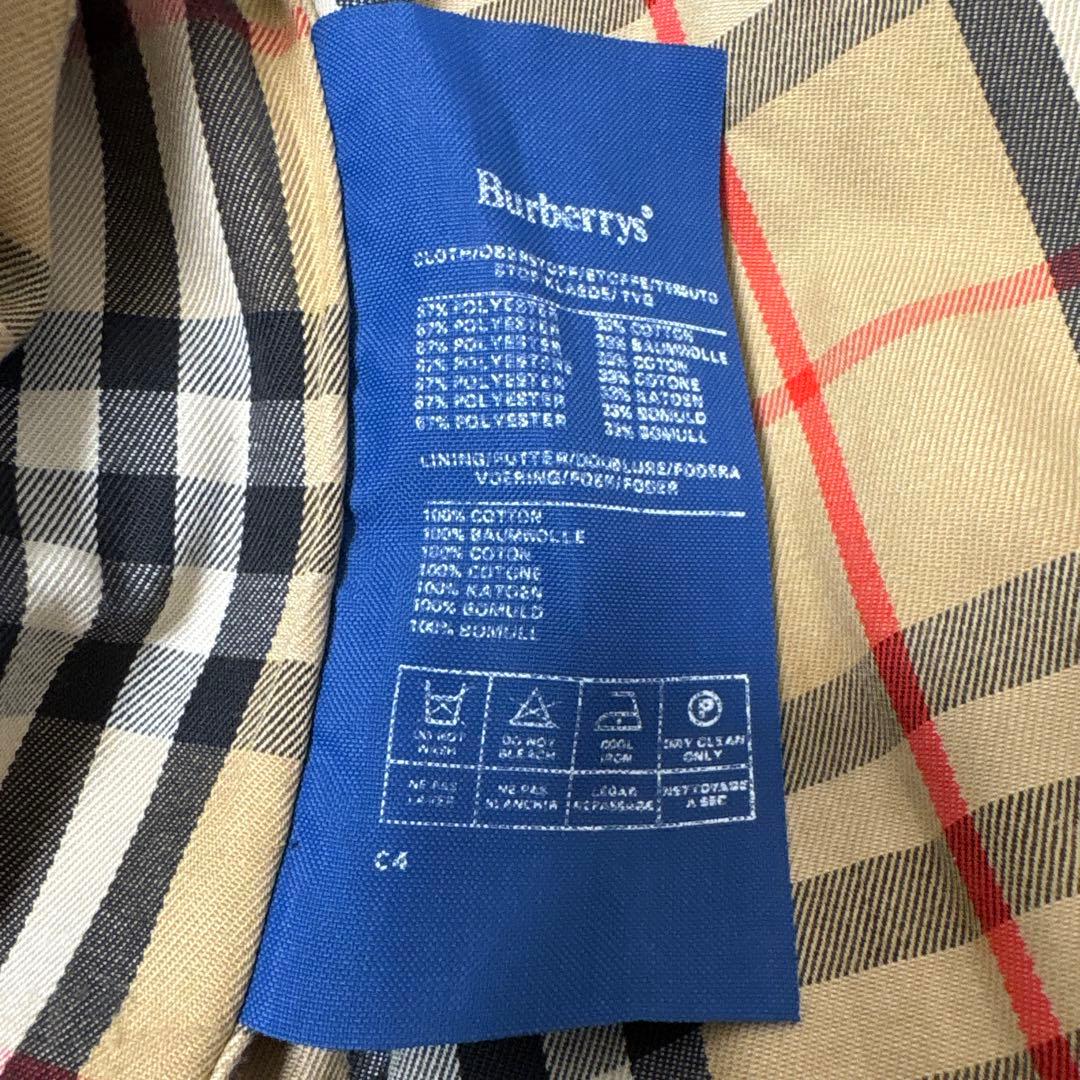 Burberrys®
CLOTH/OBERSTOFF/ETOFFE/TESSUTO
STOF/KLAEDE/TYG
67% POLYESTER 33% COTTON
67% POLYESTER 33% BAUMWOLLE
67% POLYESTER 33% COTON
67% POLYESTERE 33% COTONE
67% POLYESTER 33% KATOEN
67% POLYESTER 33% BOMULD
67% POLYESTER 33% BOMULL
LINING/FUTTER/DOUBLURE/FODERA
VOERING/FOER/FODER
100% COTTON
100% BAUMWOLLE
100% COTON
100% COTONE
100% KATOEN
100% BOMULD
100% BOMULL
DO NOT WASH
DO NOT BLEACH
COOL IRON
P
DRY CLEAN ONLY
NE PAS LAVER
NE PAS BLANCHIR
LEGER REPASSAGE
NETTOYAGE A SEC
C4